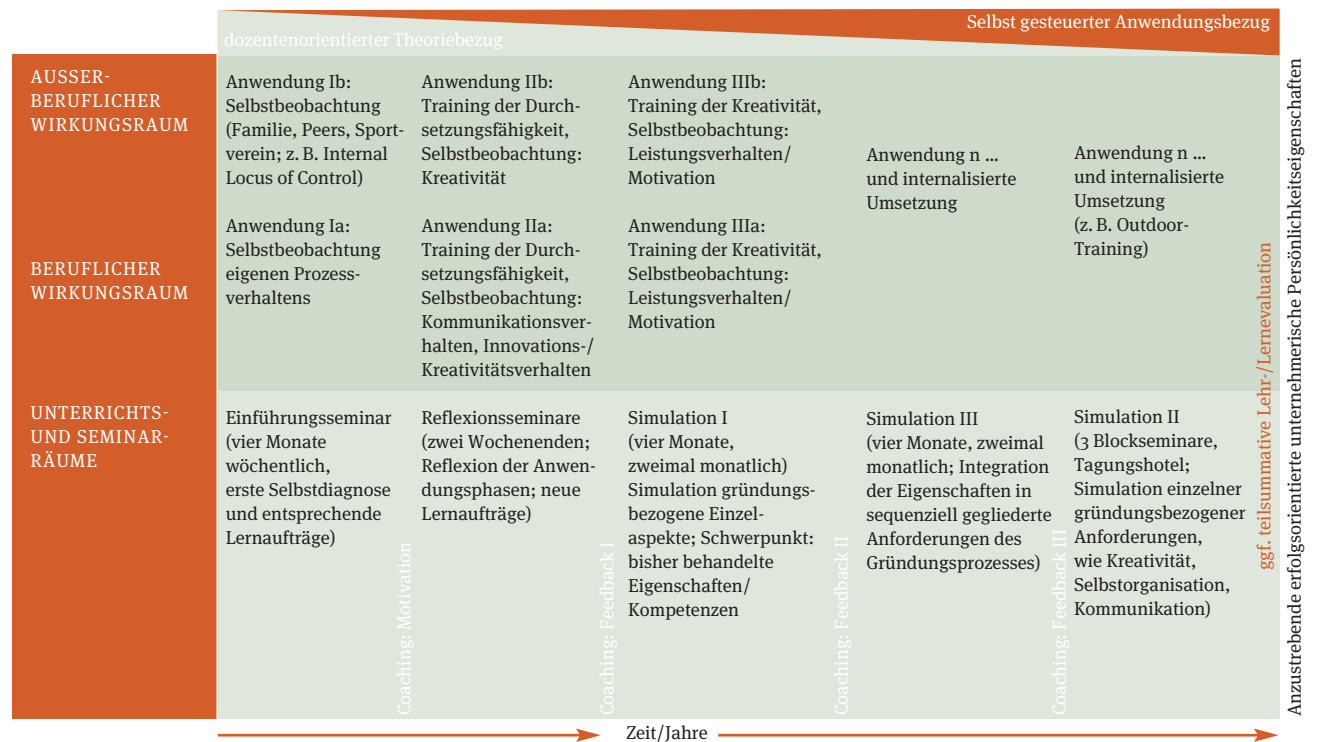 Selbst gesteuerter Anwendungsbezug
dozentenorientierter Theoriebezug
AUSSER-
BERUFLICHER
WIRKUNGSRAUM
Anwendung Ib:
Selbstbeobachtung
(Familie, Peers, Sport-
verein; z. B. Internal
Locus of Control)
Anwendung IIb:
Training der Durch-
setzungsfähigkeit,
Selbstbeobachtung:
Kreativität
Anwendung IIIb:
Training der Kreativität,
Selbstbeobachtung:
Leistungsverhalten/
Motivation
Anwendung n ...
und internalisierte
Umsetzung
Anwendung n ...
und internalisierte
Umsetzung
(z. B. Outdoor-
Training)
BERUFLICHER
WIRKUNGSRAUM
Anwendung Ia:
Selbstbeobachtung
eigenen Prozess-
verhaltens
Anwendung IIa:
Training der Durch-
setzungsfähigkeit,
Selbstbeobachtung:
Kommunikationsver-
halten, Innovations-/
Kreativitätsverhalten
Anwendung IIIa:
Training der Kreativität,
Selbstbeobachtung:
Leistungsverhalten/
Motivation
UNTERRICHTS-
UND SEMINAR-
RÄUME
Einführungsseminar
(vier Monate
wöchentlich,
erste Selbstdiagnose
und entsprechende
Lernaufträge)
Coaching: Motivation
Reflexionsseminare
(zwei Wochenenden;
Reflexion der Anwen-
dungsphasen; neue
Lernaufträge)
Coaching: Feedback I
Simulation I
(vier Monate,
zweimal monatlich)
Simulation gründungs-
bezogene Einzel-
aspekte; Schwerpunkt:
bisher behandelte
Eigenschaften/
Kompetenzen
Coaching: Feedback II
Simulation III
(vier Monate, zweimal
monatlich; Integration
der Eigenschaften in
sequenziell gegliederte
Anforderungen des
Gründungsprozesses)
Coaching: Feedback III
Simulation II
(3 Blockseminare,
Tagungshotel;
Simulation einzelner
gründungsbezogener
Anforderungen,
wie Kreativität,
Selbstorganisation,
Kommunikation)
ggf. teilsummative Lehr-/Lernevaluation
Anzustrebende erfolgsorientierte unternehmerische Persönlichkeitseigenschaften
Zeit/Jahre